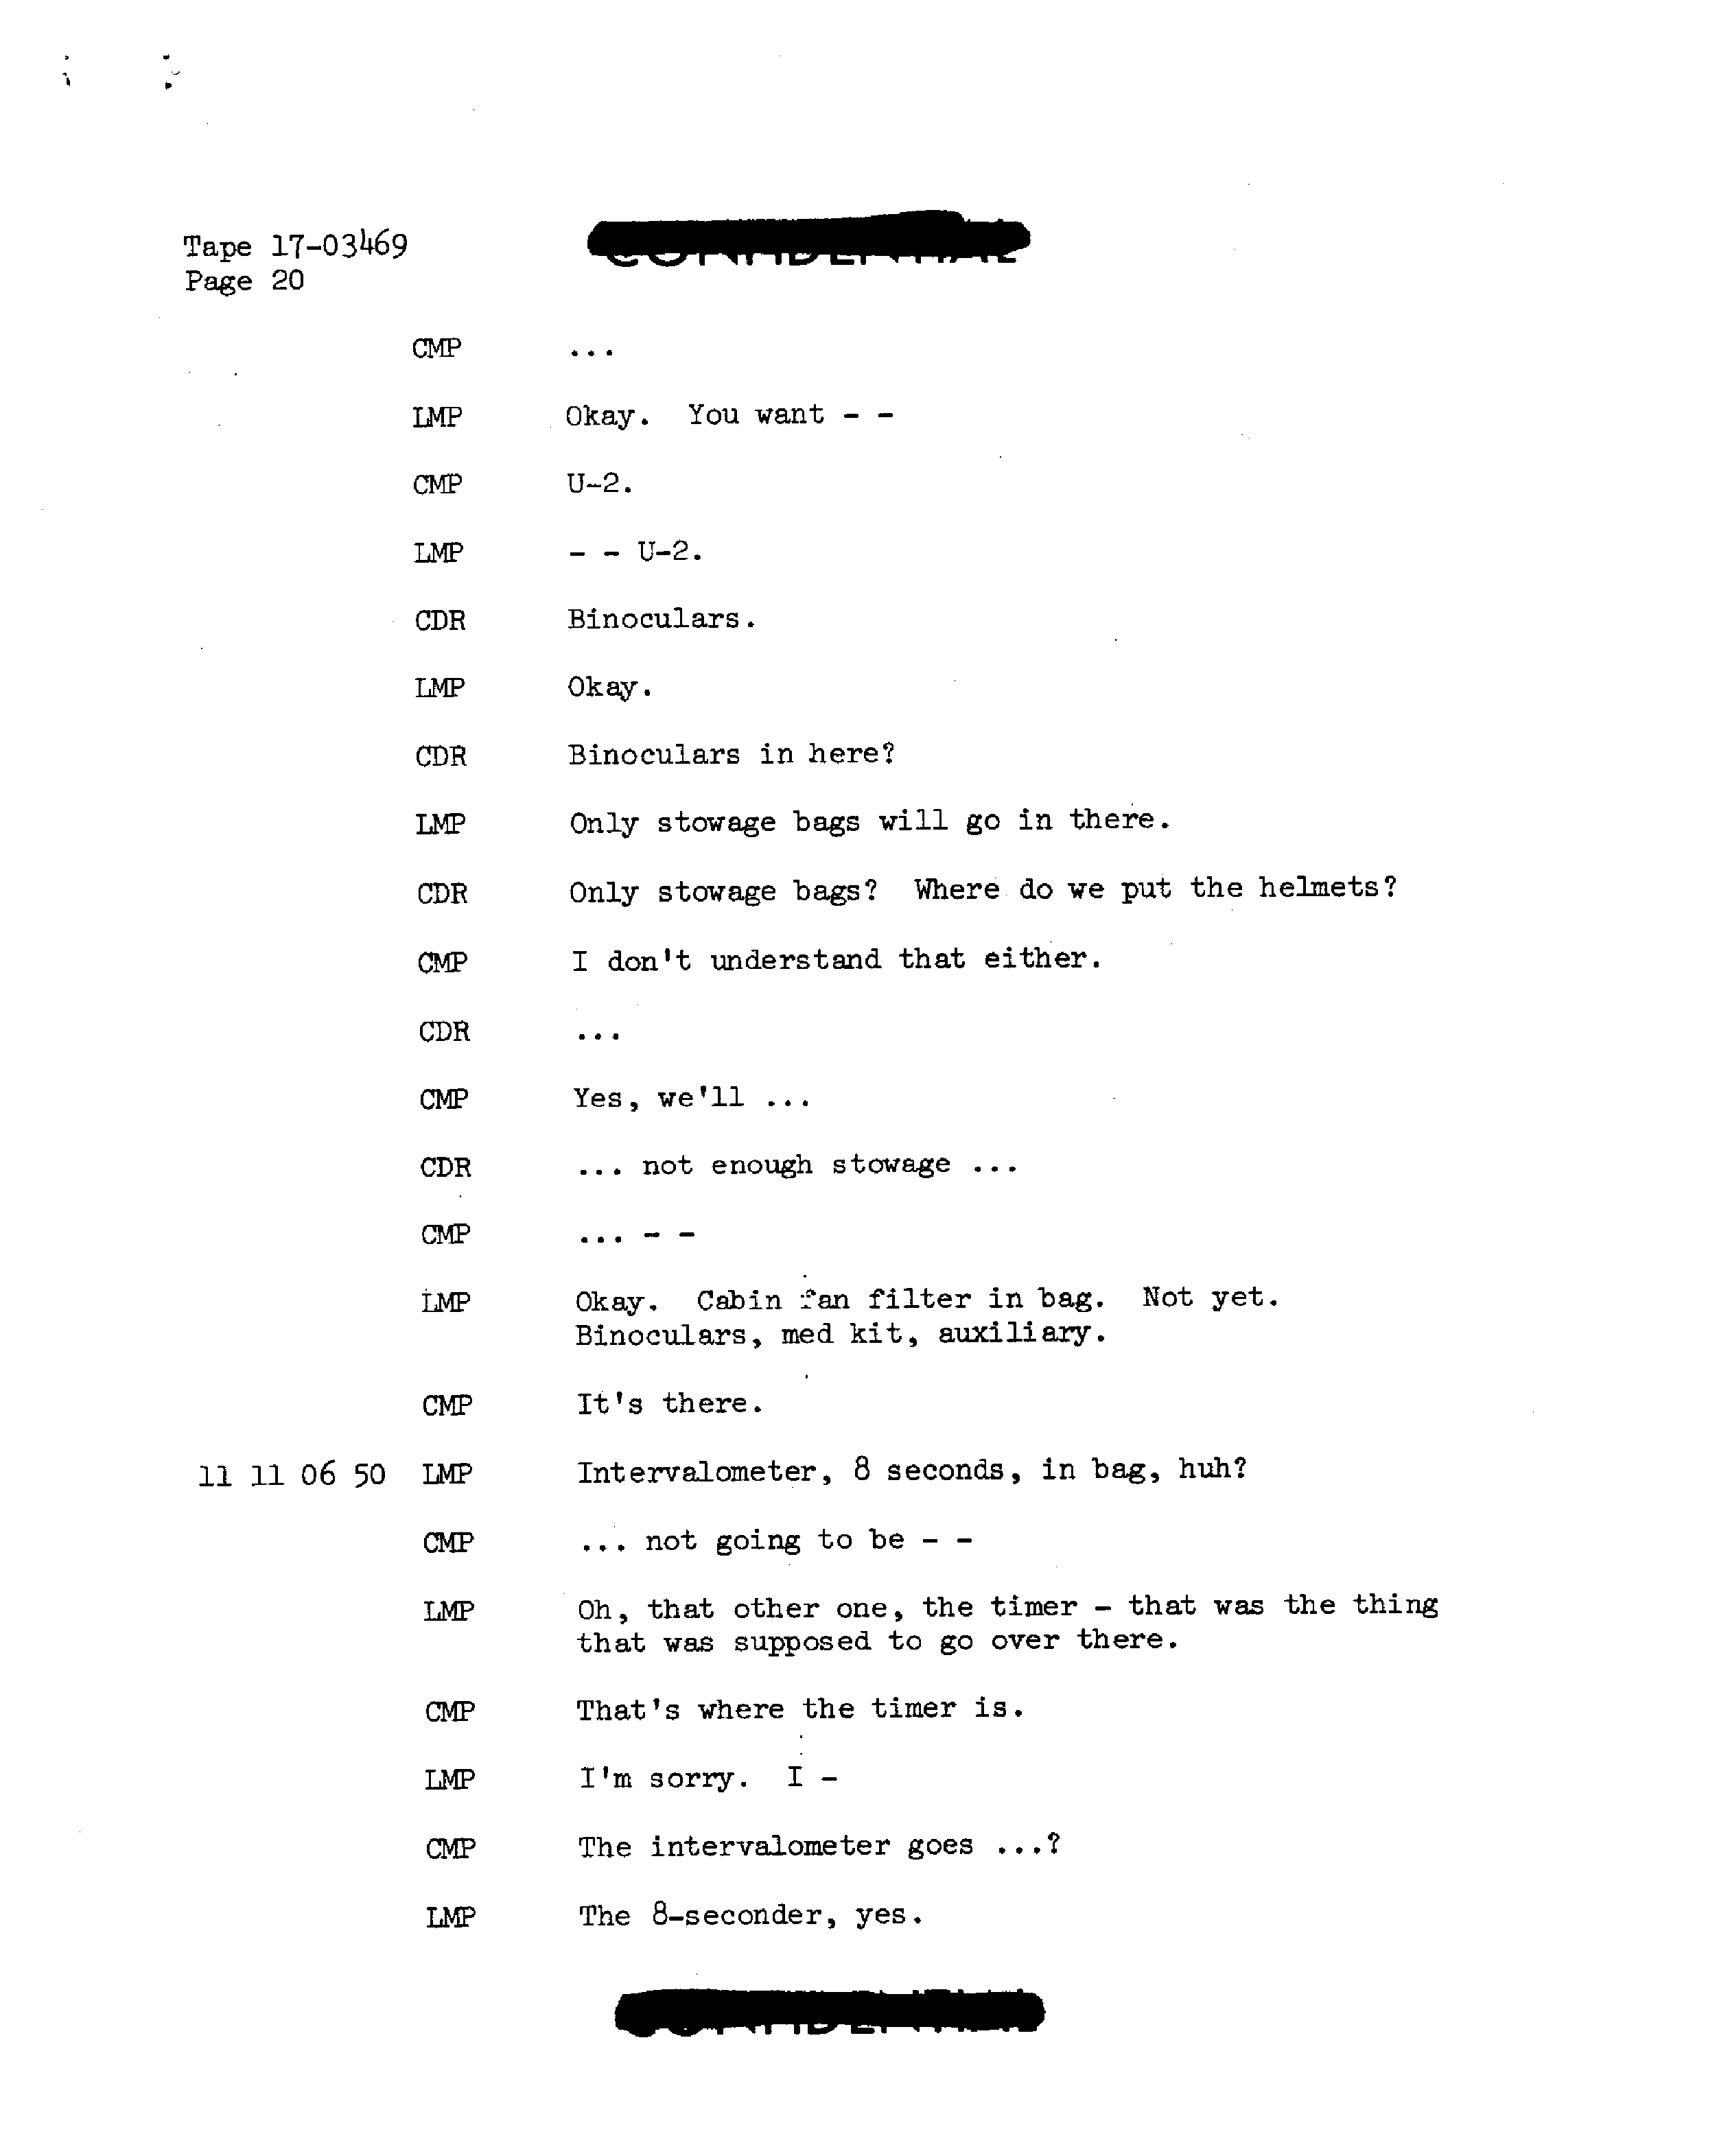 Tape 17-03469
Page 20
CMP ...
LMP Okay. You want - -
CMP U-2.
LMP - - U-2.
CDR Binoculars.
LMP Okay.
CDR Binoculars in here?
LMP Only stowage bags will go in there.
CDR Only stowage bags? Where do we put the helmets?
CMP I don't understand that either.
CDR ...
CMP Yes, we'll ...
CDR ... not enough stowage ...
CMP ... - -
LMP Okay. Cabin fan filter in bag. Not yet.
Binoculars, med kit, auxiliary.
CMP It's there.
11 11 06 50 LMP Intervalometer, 8 seconds, in bag, huh?
CMP ... not going to be - -
LMP Oh, that other one, the timer - that was the thing
that was supposed to go over there.
CMP That's where the timer is.
LMP I'm sorry. I -
CMP The intervalometer goes ...?
LMP The 8-seconder, yes.